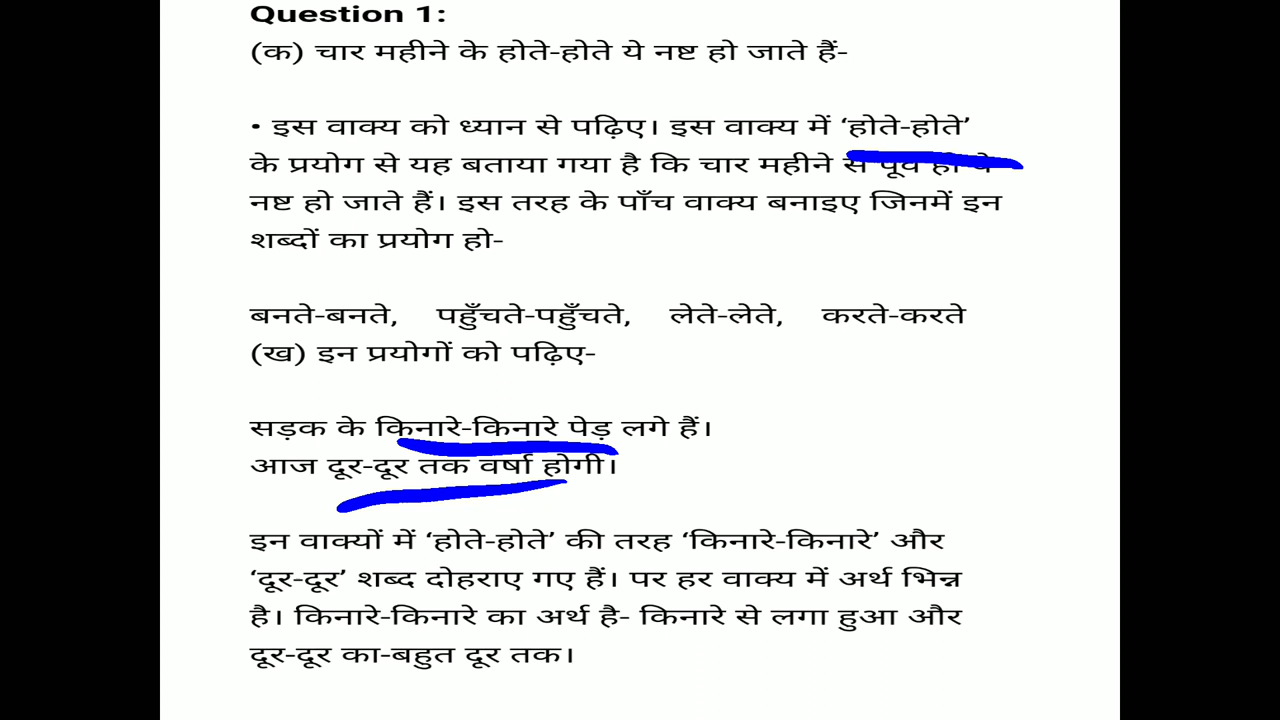 Question 1:
(क) चार महीने के होते-होते ये नष्ट हो जाते हैं-
• इस वाक्य को ध्यान से पढ़िए। इस वाक्य में ‘होते-होते’
के प्रयोग से यह बताया गया है कि चार महीने से पूर्व ही ये
नष्ट हो जाते हैं। इस तरह के पाँच वाक्य बनाइए जिनमें इन
शब्दों का प्रयोग हो-
बनते-बनते, पहुँचते-पहुँचते, लेते-लेते, करते-करते
(ख) इन प्रयोगों को पढ़िए-
सड़क के किनारे-किनारे पेड़ लगे हैं।
आज दूर-दूर तक वर्षा होगी।
इन वाक्यों में ‘होते-होते’ की तरह ‘किनारे-किनारे’ और
‘दूर-दूर’ शब्द दोहराए गए हैं। पर हर वाक्य में अर्थ भिन्न
है। किनारे-किनारे का अर्थ है- किनारे से लगा हुआ और
दूर-दूर का-बहुत दूर तक।